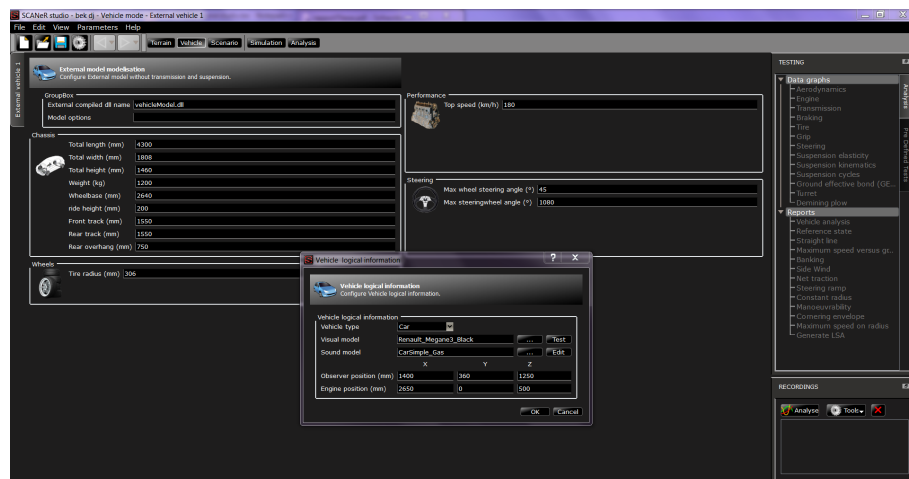 SCANeR studio - bek dj - Vehicle mode - External vehicle 1
File Edit View Parameters Help
Terrain Vehicle Scenario Simulation Analysis
External vehicle 1
External model modelisation
Configure External model without transmission and suspension.
GroupBox
External compiled dll name vehicleModel.dll
Model options
Chassis
Total length (mm) 4300
Total width (mm) 1808
Total height (mm) 1460
Weight (kg) 1200
Wheelbase (mm) 2640
ride height (mm) 200
Front track (mm) 1550
Rear track (mm) 1550
Rear overhang (mm) 750
Wheels
Tire radius (mm) 306
Performance
Top speed (km/h) 180
Steering
Max wheel steering angle (°) 45
Max steeringwheel angle (°) 1080
Vehicle logical information
? X
Vehicle logical information
Configure Vehicle logical information.
Vehicle logical information
Vehicle type Car
Visual model Renault_Megane3_Black ... Test
Sound model CarSimple_Gas ... Edit
X Y Z
Observer position (mm) 1400 360 1250
Engine position (mm) 2650 0 500
OK Cancel
TESTING
Data graphs
Aerodynamics
Engine
Transmission
Braking
Tire
Grip
Steering
Suspension elasticity
Suspension kinematics
Suspension cycles
Ground effective bond (GE...
Turret
Demining plow
Reports
Vehicle analysis
Reference state
Straight line
Maximum speed versus gr...
Banking
Side Wind
Net traction
Steering ramp
Constant radius
Manoeuvrability
Cornering envelope
Maximum speed on radius
Generate LSA
Analysis
Pre Defined Tests
RECORDINGS
Analyse Tools